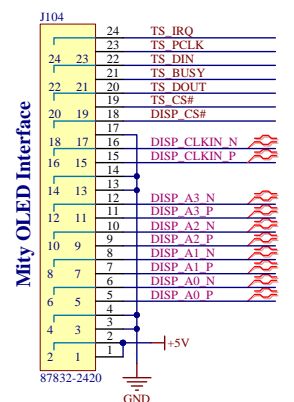 J104
Mity OLED Interface
24 TS_IRQ
23 TS_PCLK
24 23 22 TS_DIN
21 TS_BUSY
22 21 20 TS_DOUT
19 TS_CS#
20 19 18 DISP_CS#
17
18 17 16 DISP_CLKIN_N
16 15 15 DISP_CLKIN_P
14
14 13 13
12 DISP_A3_N
12 11 11 DISP_A3_P
10 DISP_A2_N
10 9 9 DISP_A2_P
8 DISP_A1_N
8 7 7 DISP_A1_P
6 DISP_A0_N
6 5 5 DISP_A0_P
4
4 3 3
2 +5V
2 1 1
87832-2420
GND